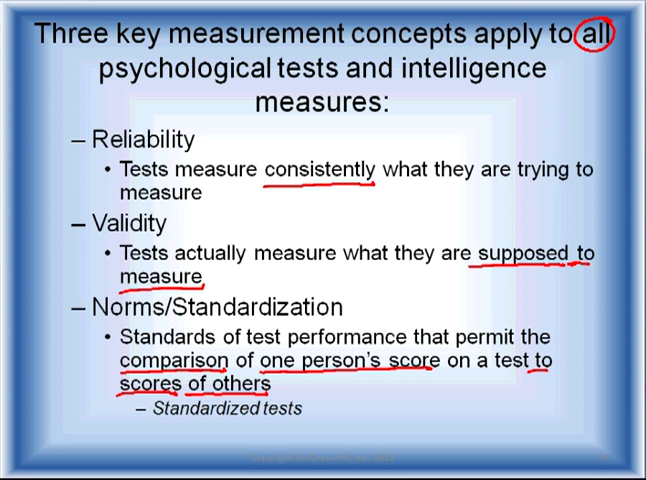 Three key measurement concepts apply to all
psychological tests and intelligence
measures:
– Reliability
• Tests measure consistently what they are trying to
measure
– Validity
• Tests actually measure what they are supposed to
measure
– Norms/Standardization
• Standards of test performance that permit the
comparison of one person's score on a test to
scores of others
– Standardized tests